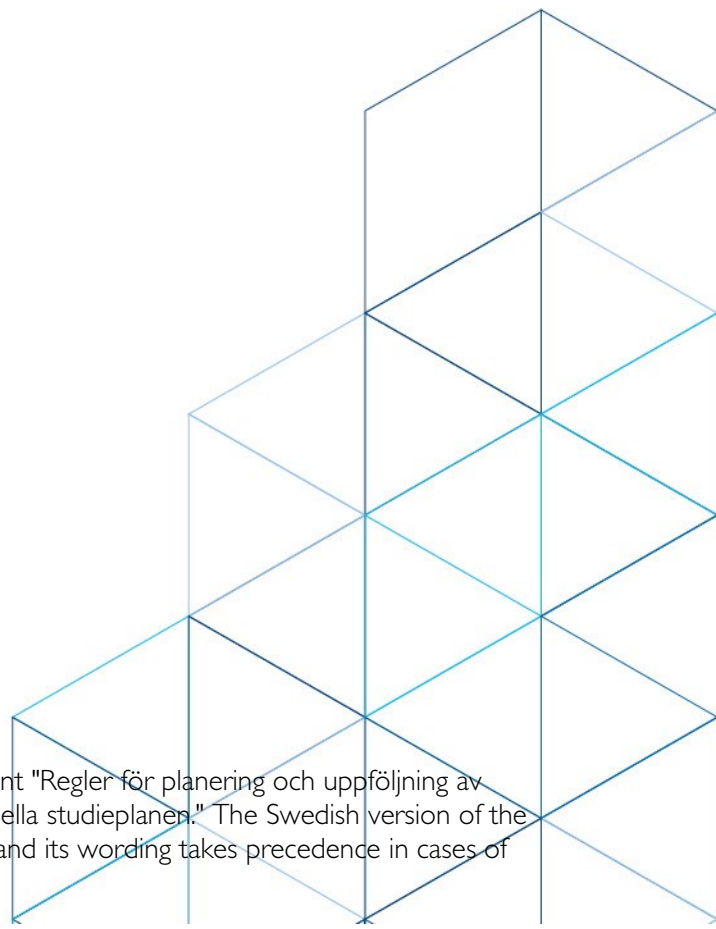 nt "Regler för planering och uppföljning av
ella studieplanen." The Swedish version of the
and its wording takes precedence in cases of